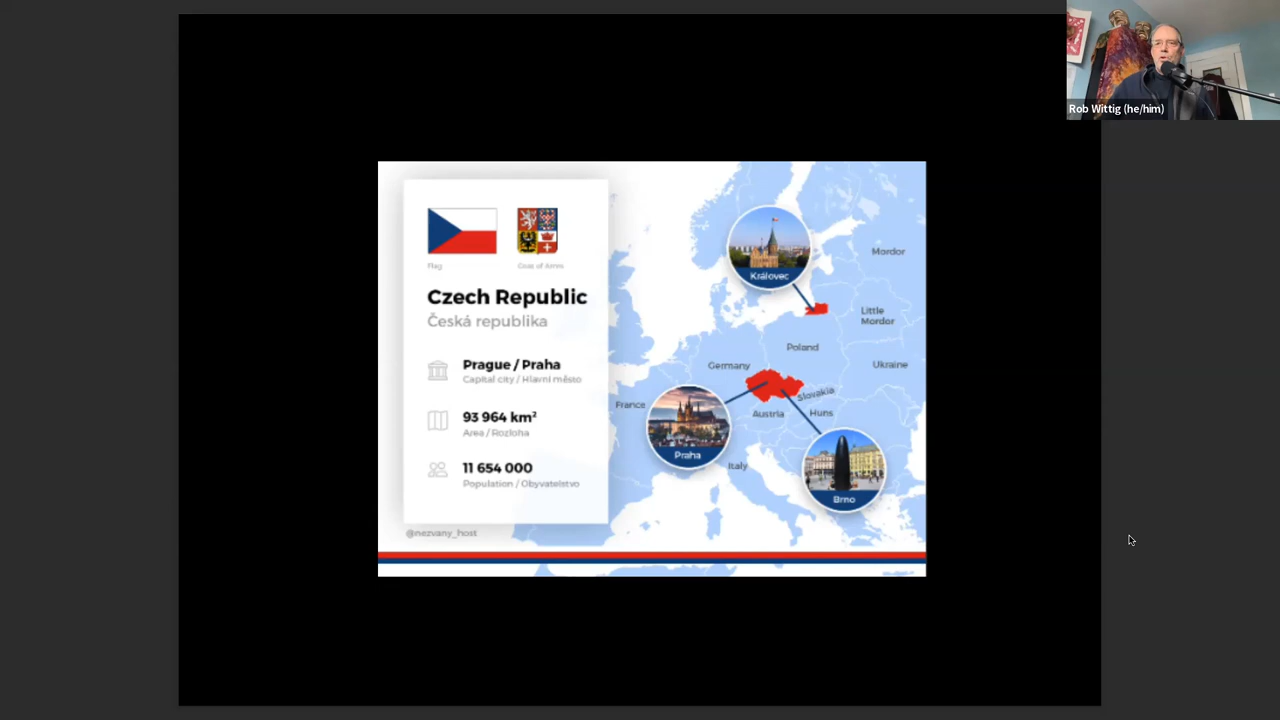 Rob Wittig (he/him)
Flag
Coas of Arms
Czech Republic
Česká republika
Prague / Praha
Capital city / Hlavní město
93 964 km²
Area / Rozloha
11 654 000
Population / Obyvatelstvo
@nezvany_host
Královec
Mordor
Little
Mordor
Poland
Germany
Ukraine
Slovakia
France
Austria
Huns
Praha
Italy
Brno